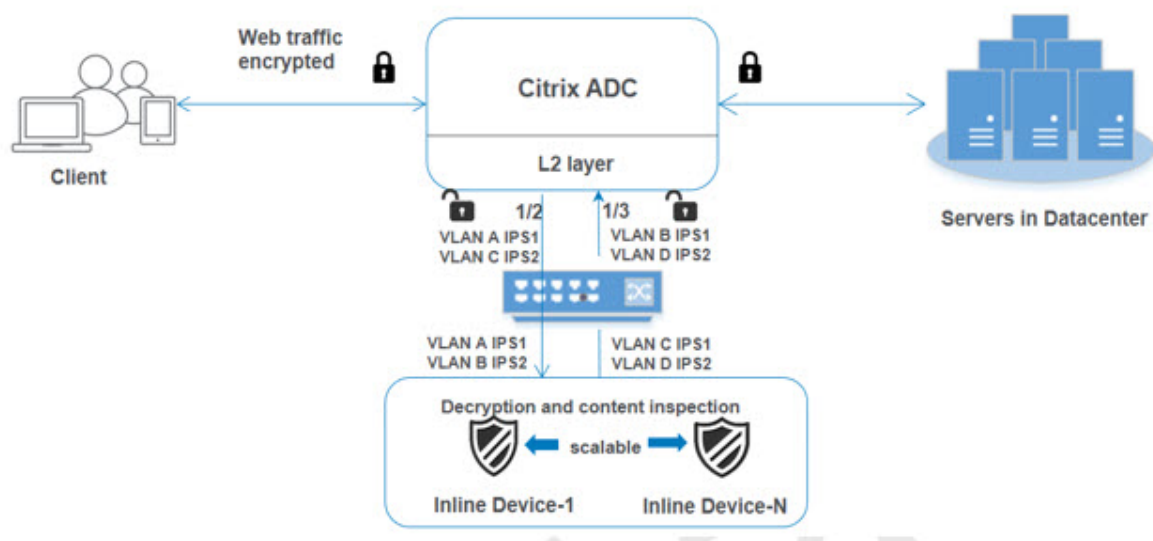 Web traffic
encrypted
Citrix ADC
L2 layer
Client
Servers in Datacenter
1/2
1/3
VLAN A IPS1
VLAN C IPS2
VLAN B IPS1
VLAN D IPS2
VLAN A IPS1
VLAN B IPS2
VLAN C IPS1
VLAN D IPS2
Decryption and content inspection
scalable
Inline Device-1
Inline Device-N